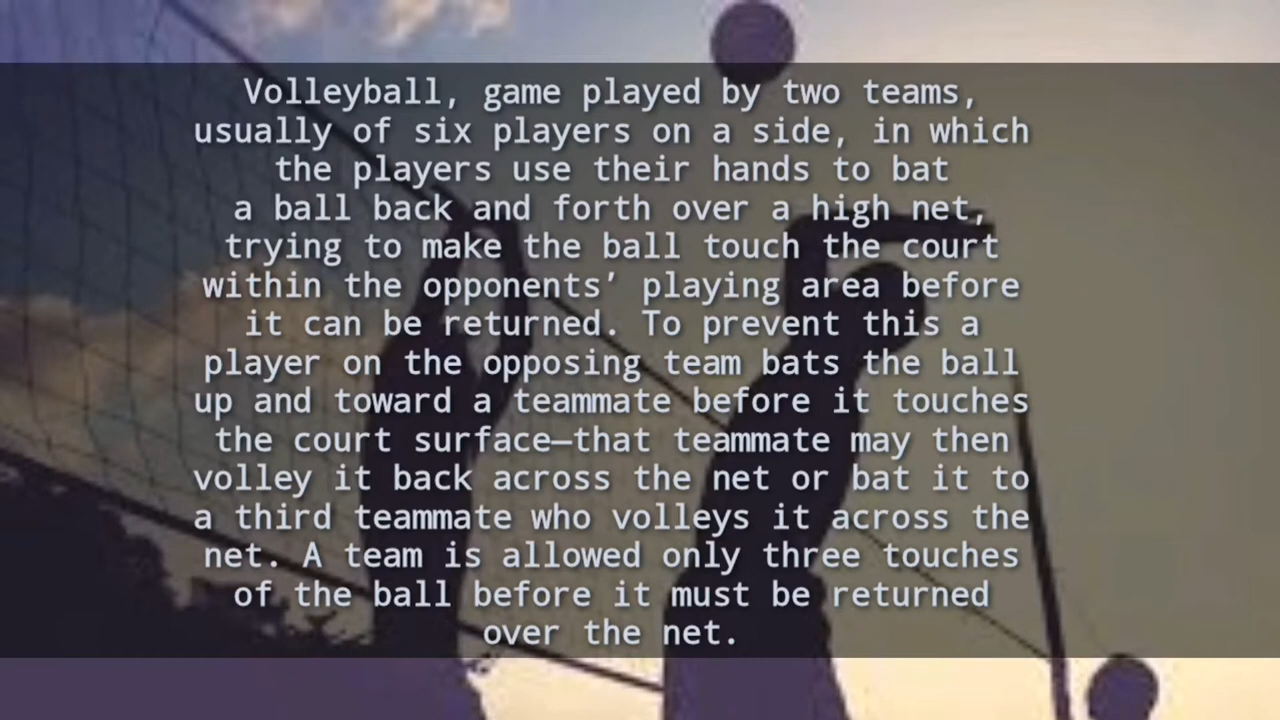 Volleyball, game played by two teams,
usually of six players on a side, in which
the players use their hands to bat
a ball back and forth over a high net,
trying to make the ball touch the court
within the opponents’ playing area before
it can be returned. To prevent this a
player on the opposing team bats the ball
up and toward a teammate before it touches
the court surface—that teammate may then
volley it back across the net or bat it to
a third teammate who volleys it across the
net. A team is allowed only three touches
of the ball before it must be returned
over the net.